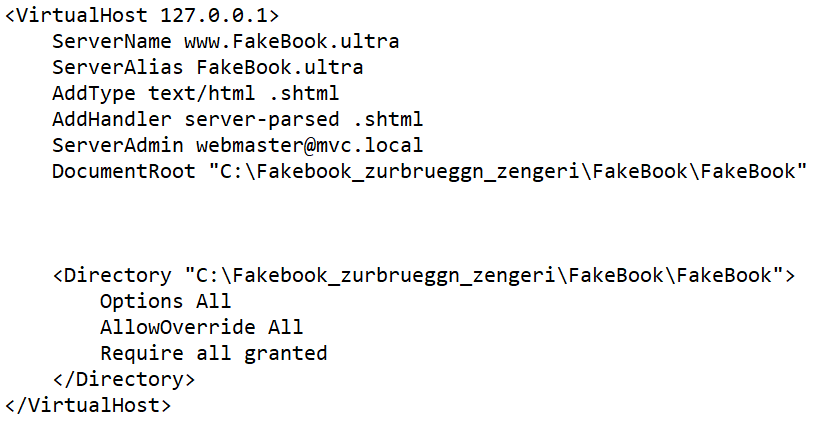 <VirtualHost 127.0.0.1>
    ServerName www.FakeBook.ultra
    ServerAlias FakeBook.ultra
    AddType text/html .shtml
    AddHandler server-parsed .shtml
    ServerAdmin webmaster@mvc.local
    DocumentRoot "C:\Fakebook_zurbrueggn_zengeri\FakeBook\FakeBook"
    <Directory "C:\Fakebook_zurbrueggn_zengeri\FakeBook\FakeBook">
        Options All
        AllowOverride All
        Require all granted
    </Directory>
</VirtualHost>